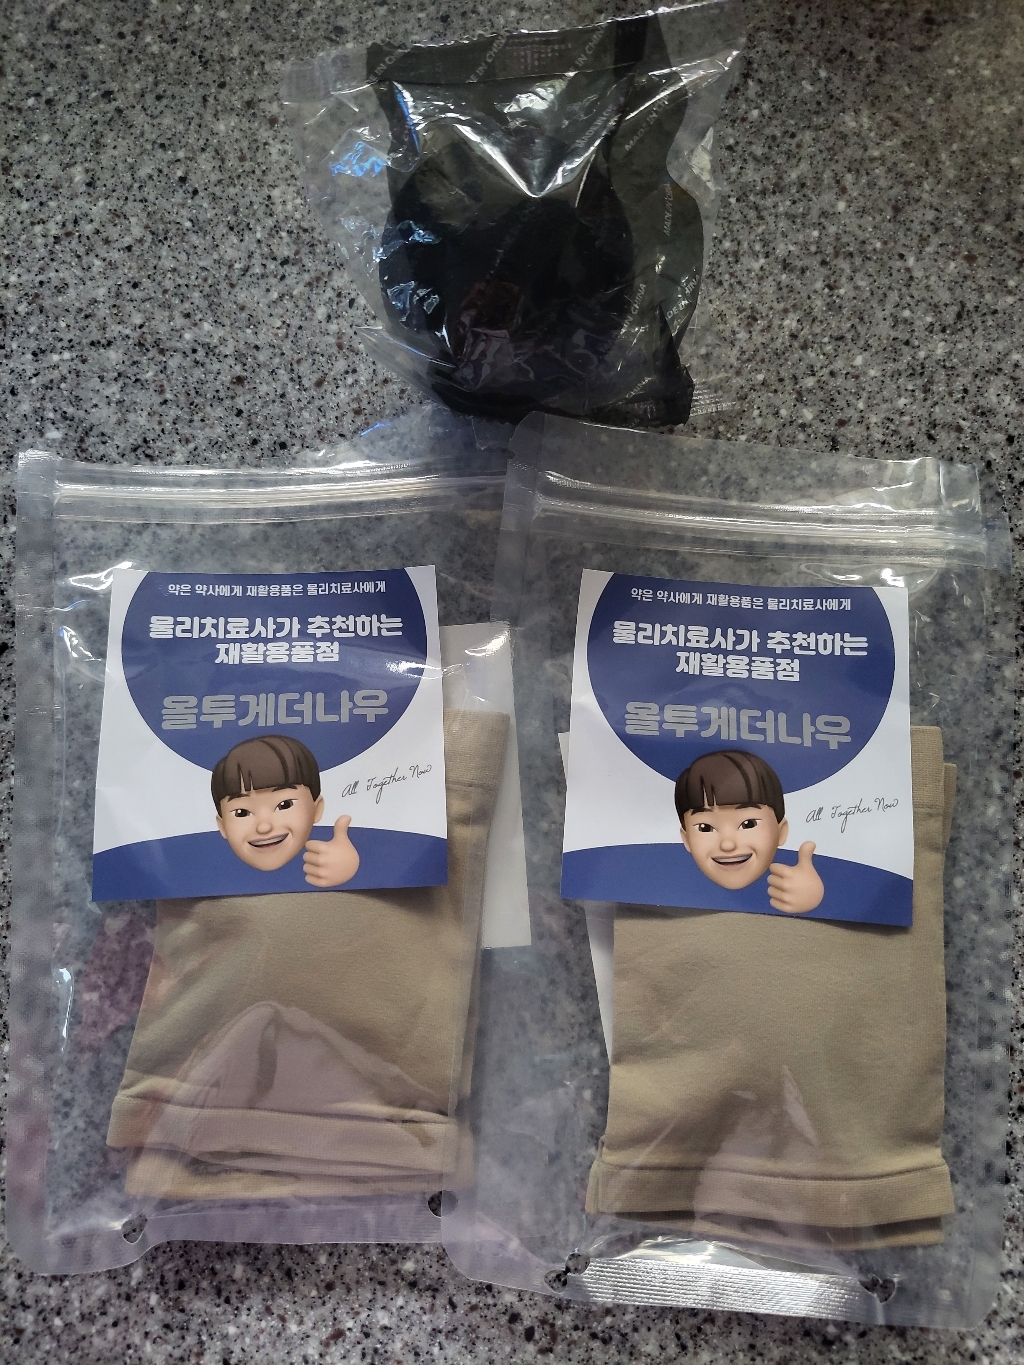 MADE IN CHINA
약은 약사에게 재활용품은 물리치료사에게
물리치료사가 추천하는
재활용품점
올투게더나우
All Together Now
약은 약사에게 재활용품은 물리치료사에게
물리치료사가 추천하는
재활용품점
올투게더나우
All Together Now